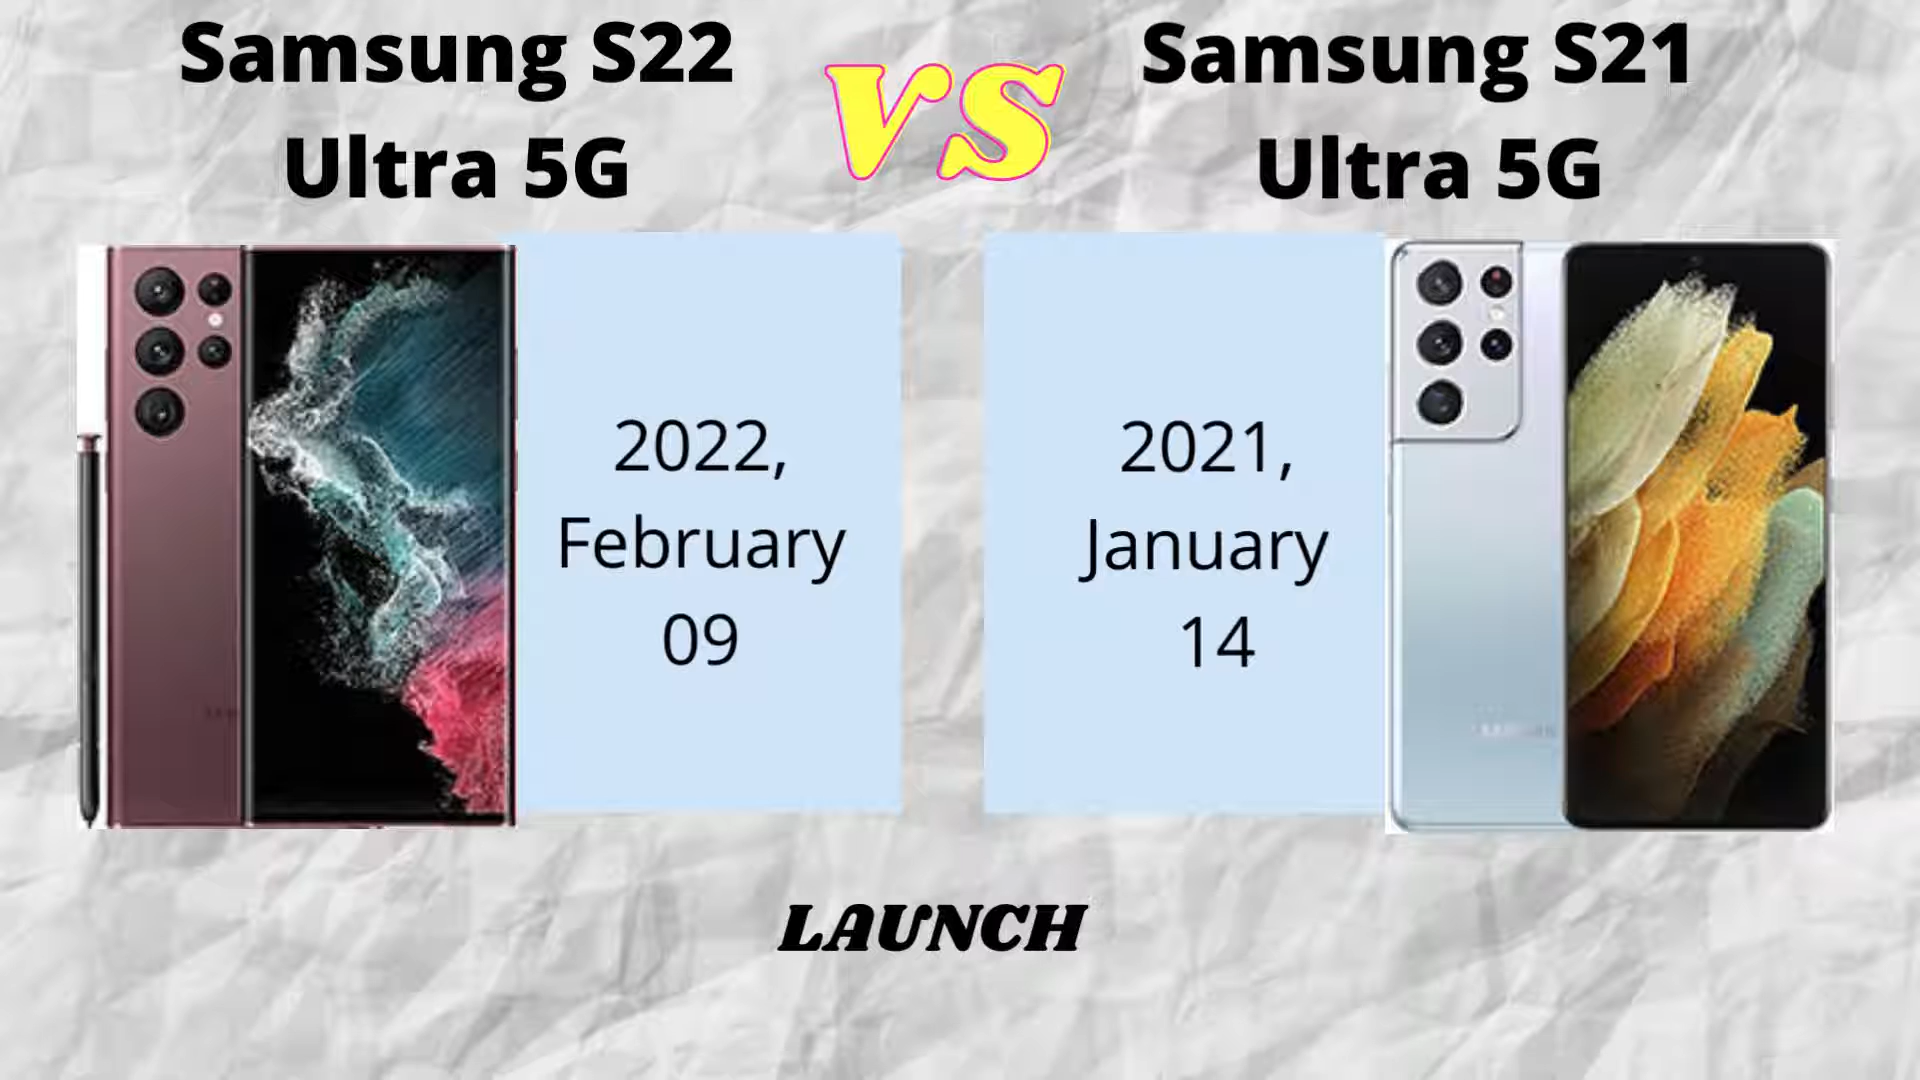 Samsung S22
Ultra 5G
VS
Samsung S21
Ultra 5G
2022,
February
09
2021,
January
14
LAUNCH